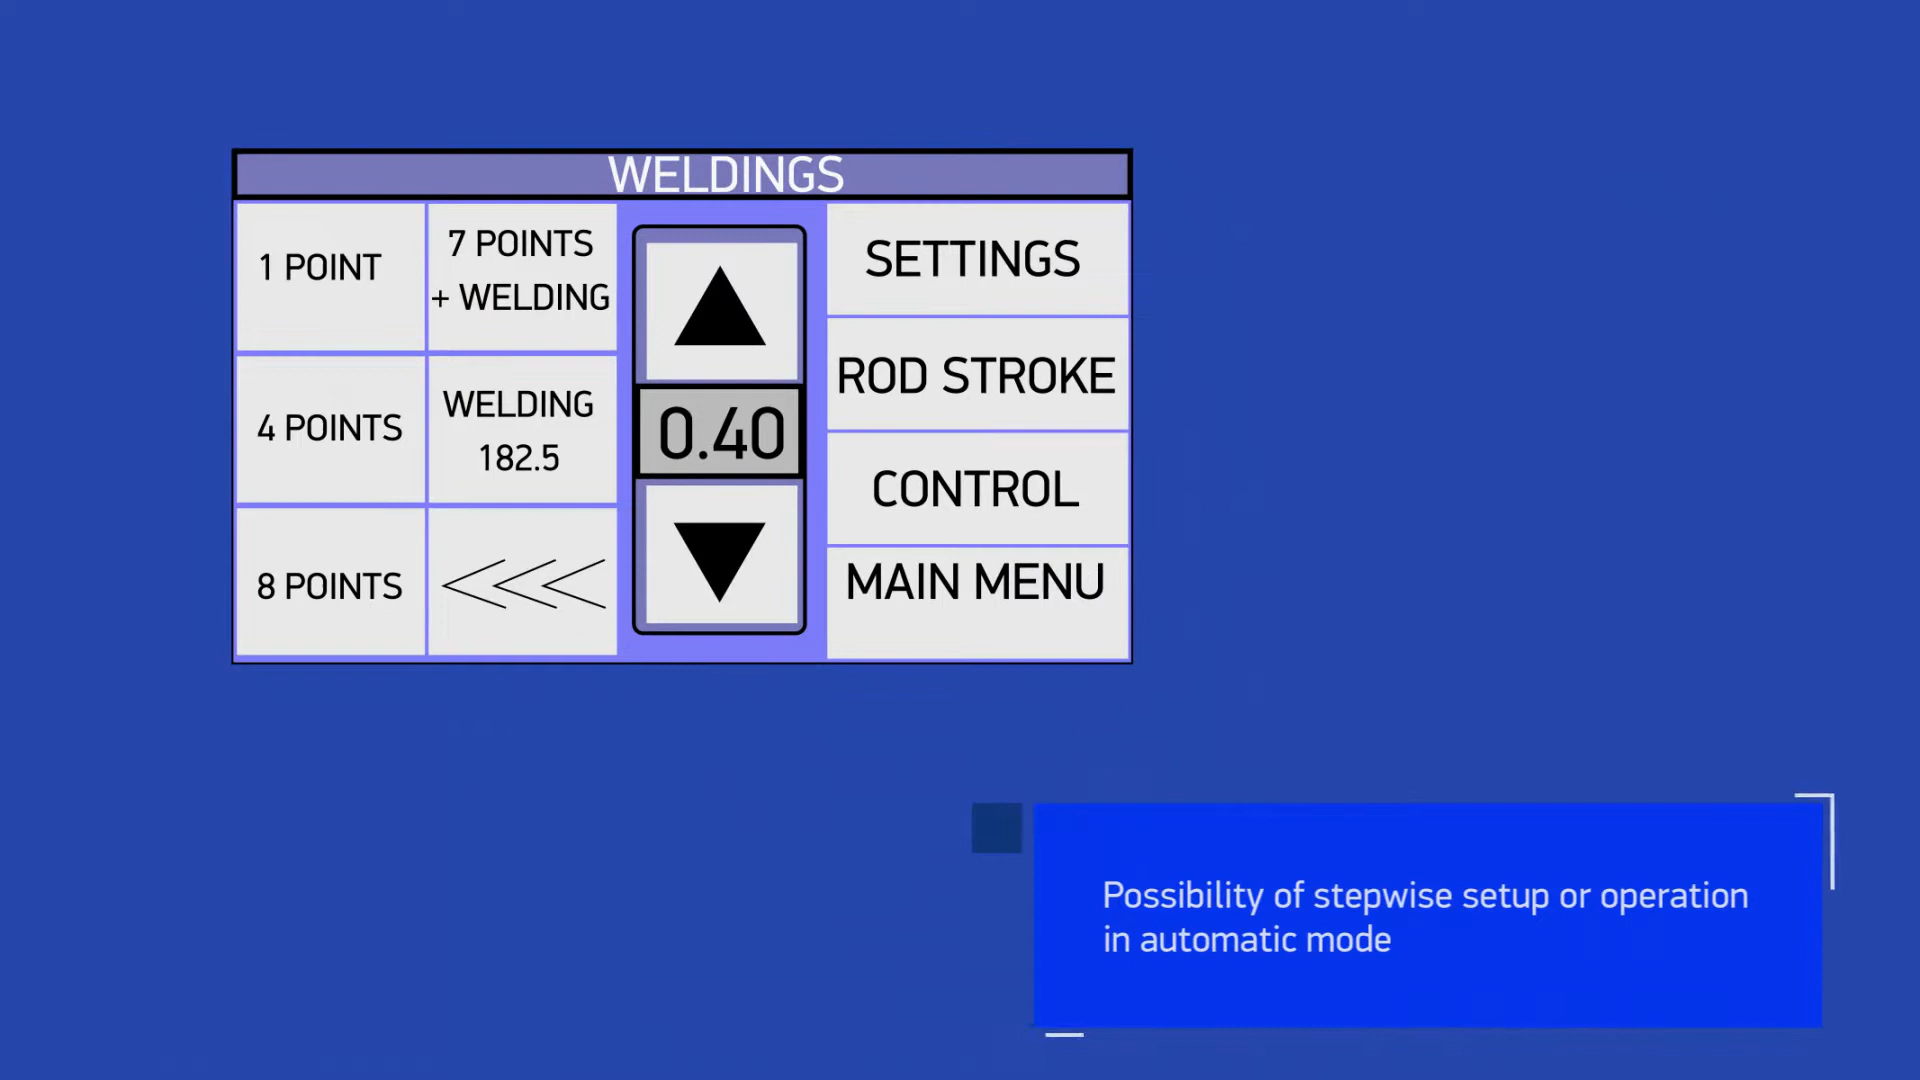 WELDINGS
1 POINT
7 POINTS
+ WELDING
4 POINTS
WELDING
182.5
8 POINTS
0.40
SETTINGS
ROD STROKE
CONTROL
MAIN MENU
Possibility of stepwise setup or operation
in automatic mode